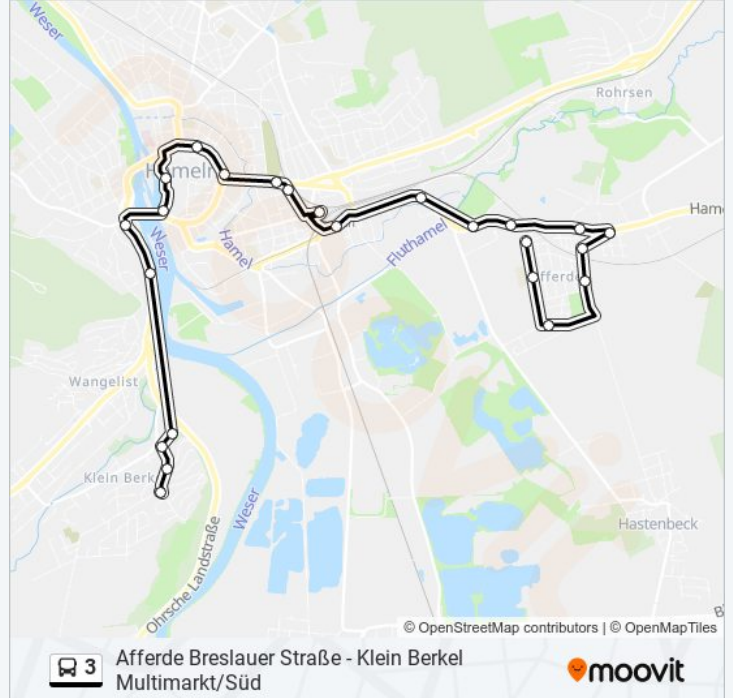 Weser
Rohrsen
Hameln
Hame
Weser
Hamel
Fluthamel
Afferde
Wangelist
Klein Berk
Weser
Hastenbeck
Ohrsche Landstraße
© OpenStreetMap contributors | © OpenMapTiles
3 Afferde Breslauer Straße - Klein Berkel
Multimarkt/Süd
moovit